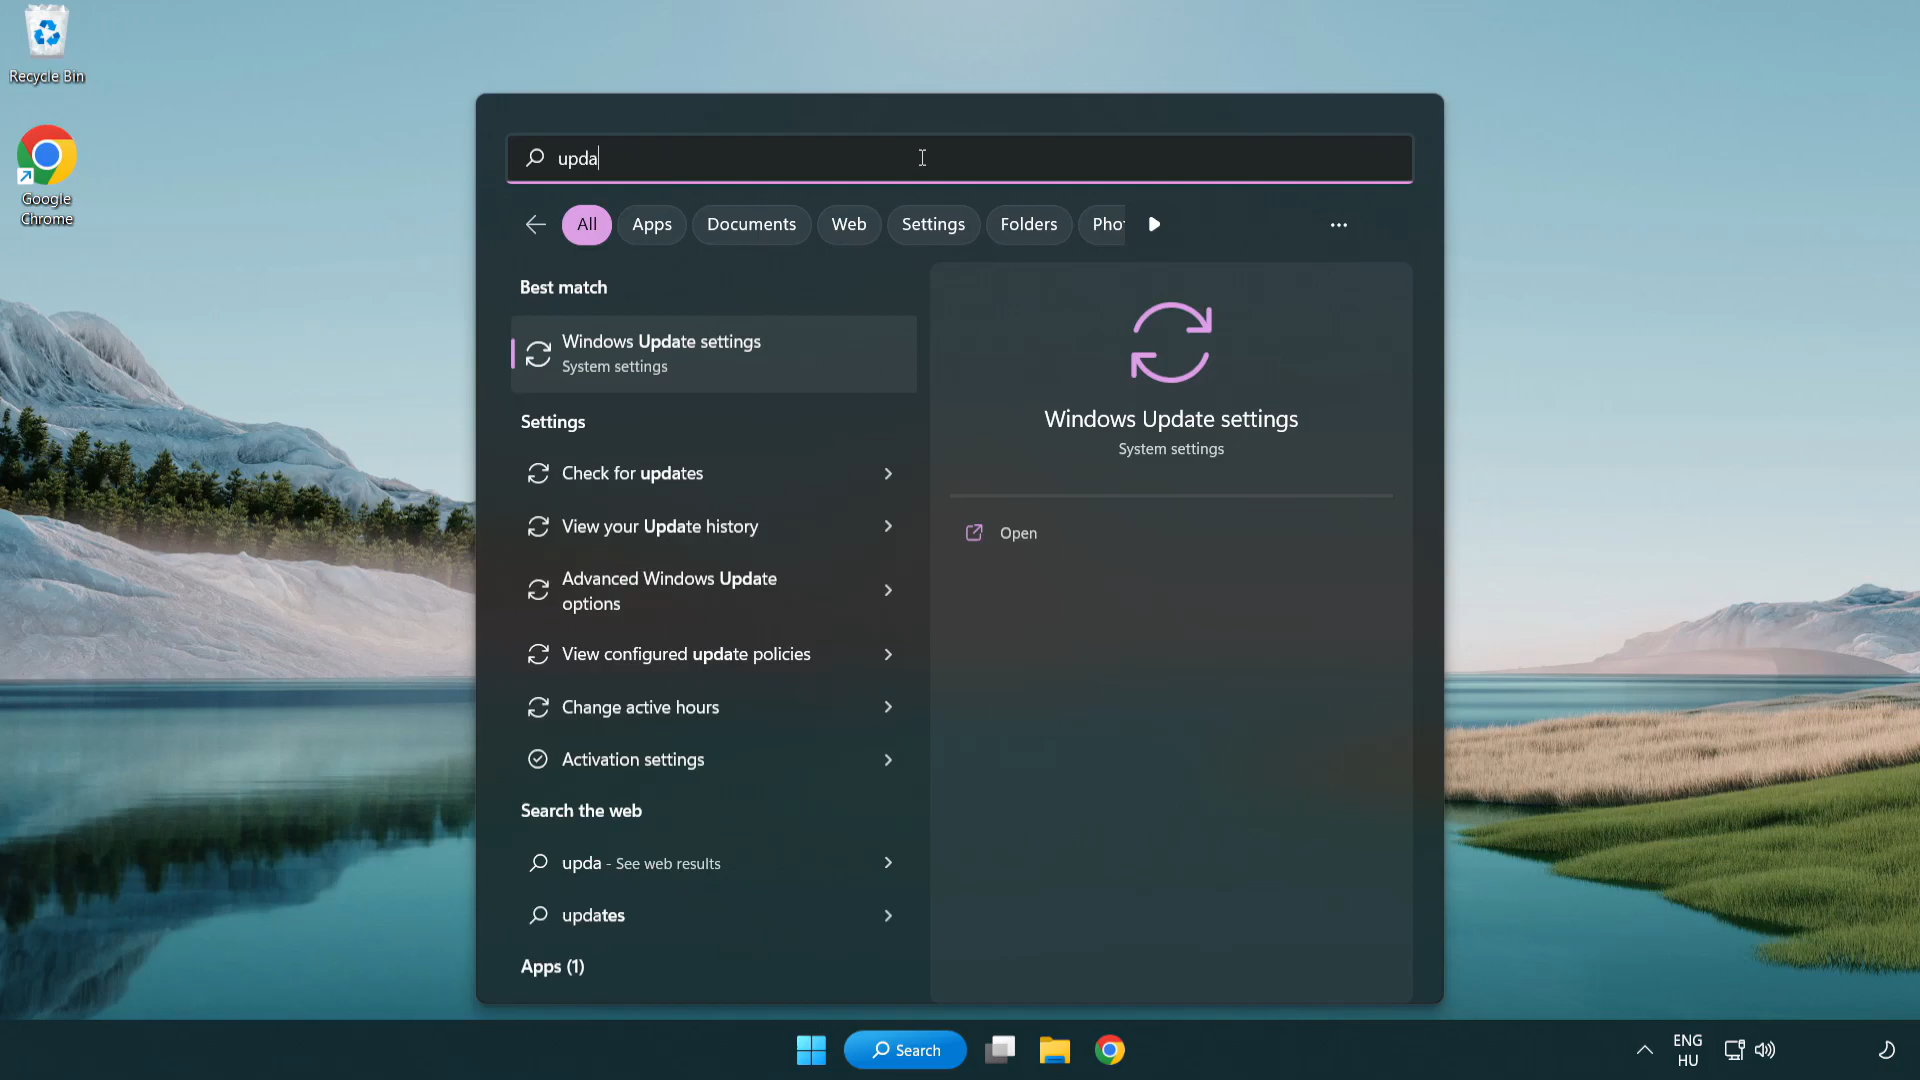 Recycle Bin
Google
Chrome
upda
All
Apps
Documents
Web
Settings
Folders
Pho
Best match
Windows Update settings
System settings
Settings
Check for updates
View your Update history
Advanced Windows Update
options
View configured update policies
Change active hours
Activation settings
Search the web
upda - See web results
updates
Apps (1)
Windows Update settings
System settings
Open
Search
ENG
HU